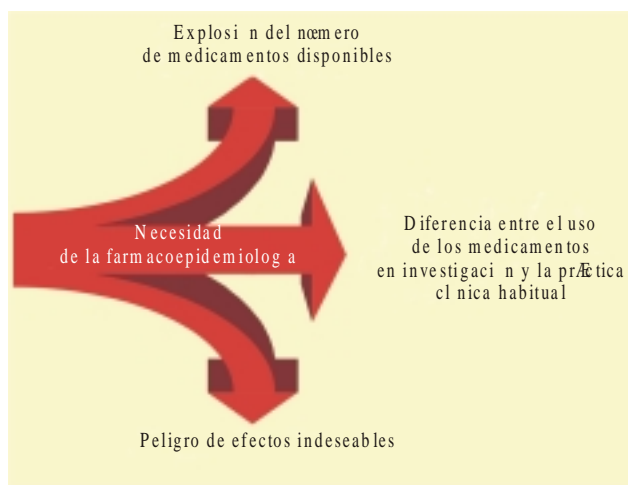 Explosi n del nœmero
de medicamentos disponibles
Necesidad
de la farmacoepidemiolog a
Diferencia entre el uso
de los medicamentos
en investigaci n y la prÆctica
cl nica habitual
Peligro de efectos indeseables